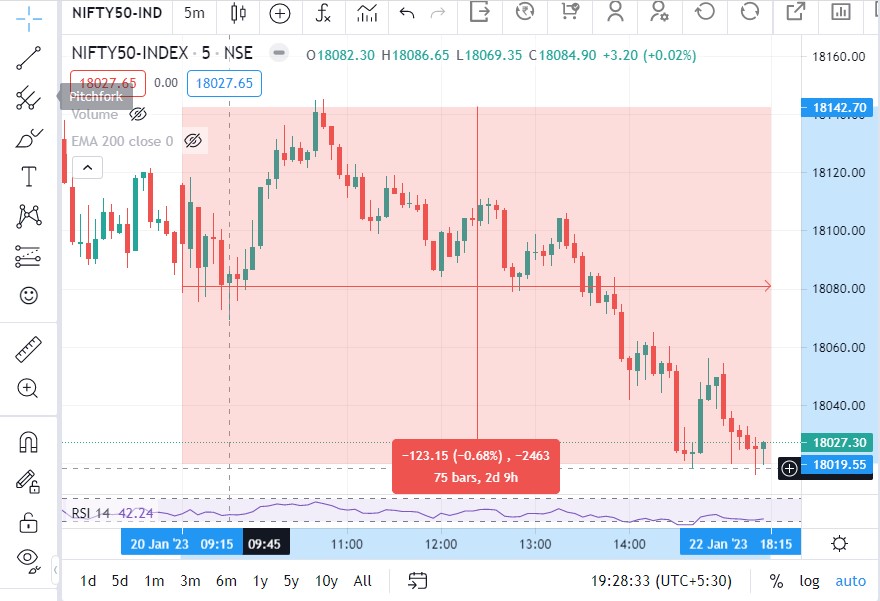 NIFTY50-IND 5m
NIFTY50-INDEX · 5 · NSE O18082.30 H18086.65 L18069.35 C18084.90 +3.20 (+0.02%)
18027.65 0.00 18027.65
Pitchfork
Volume
EMA 200 close 0
18160.00
18142.70
18120.00
18100.00
18080.00
18060.00
18040.00
18027.30
18019.55
−123.15 (−0.68%) , −2463
75 bars, 2d 9h
RSI 14 42.24
20 Jan '23 09:15 09:45 11:00 12:00 13:00 14:00 22 Jan '23 18:15
1d 5d 1m 3m 6m 1y 5y 10y All 19:28:33 (UTC+5:30) % log auto